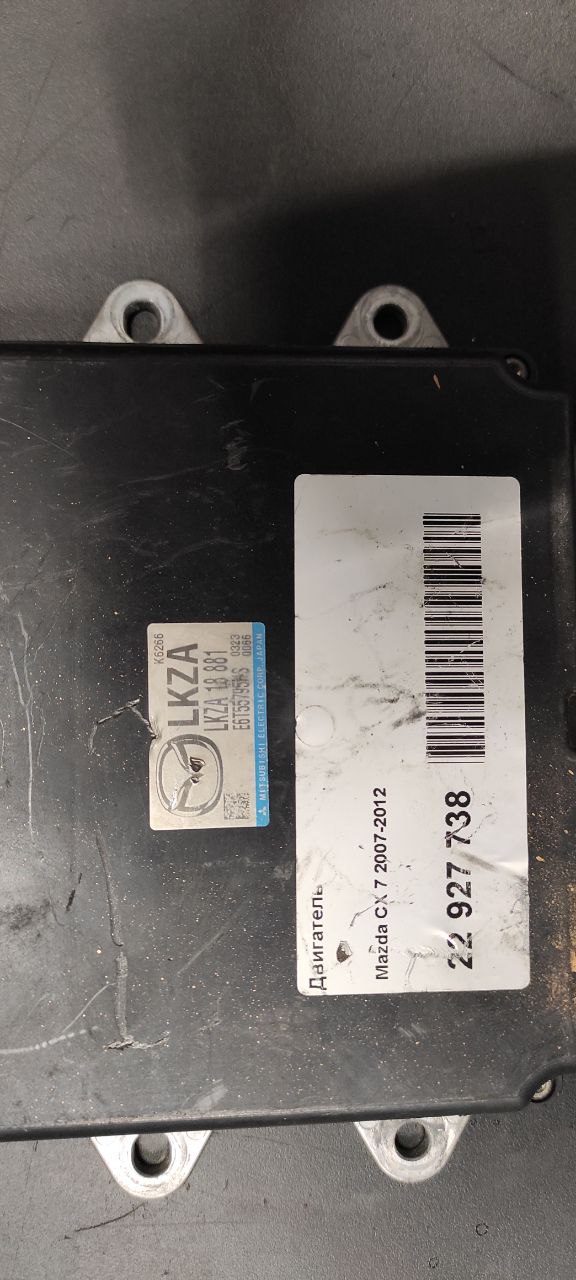 K6266
LKZA
LKZA 18 881
E6T55795HS 0323
0066
MITSUBISHI ELECTRIC CORP. JAPAN
Двигатель
Mazda CX 7 2007-2012
22 927 738